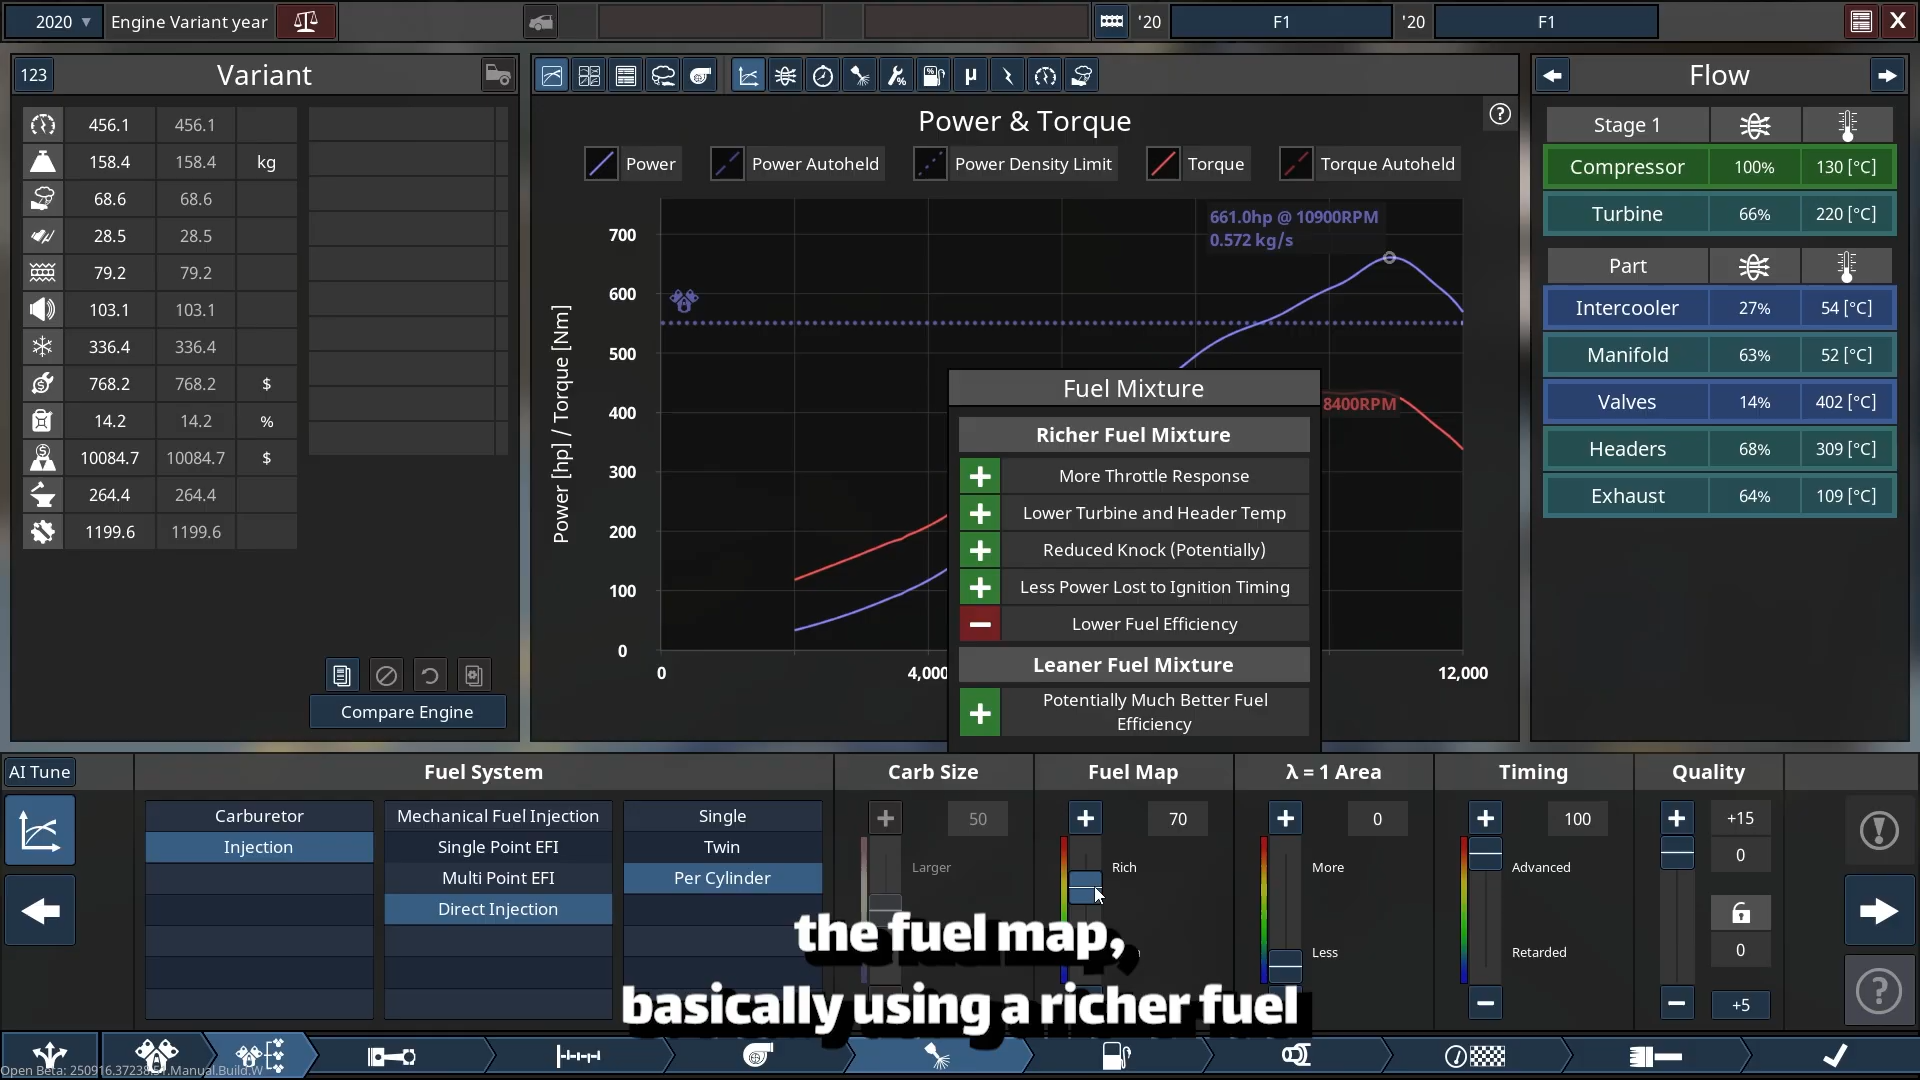 2020
Engine Variant year
'20
F1
'20
F1
X
123
Variant
456.1 456.1
158.4 158.4 kg
68.6 68.6
28.5 28.5
79.2 79.2
103.1 103.1
336.4 336.4
768.2 768.2 $
14.2 14.2 %
10084.7 10084.7 $
264.4 264.4
1199.6 1199.6
Compare Engine
Power & Torque
Power
Power Autoheld
Power Density Limit
Torque
Torque Autoheld
661.0hp @ 10900RPM
0.572 kg/s
8400RPM
Power [hp] / Torque [Nm]
700
600
500
400
300
200
100
0
0
4,000
12,000
Fuel Mixture
Richer Fuel Mixture
More Throttle Response
Lower Turbine and Header Temp
Reduced Knock (Potentially)
Less Power Lost to Ignition Timing
Lower Fuel Efficiency
Leaner Fuel Mixture
Potentially Much Better Fuel
Efficiency
Flow
Stage 1
Compressor 100% 130 [°C]
Turbine 66% 220 [°C]
Part
Intercooler 27% 54 [°C]
Manifold 63% 52 [°C]
Valves 14% 402 [°C]
Headers 68% 309 [°C]
Exhaust 64% 109 [°C]
AI Tune
Fuel System
Carburetor
Injection
Mechanical Fuel Injection
Single Point EFI
Multi Point EFI
Direct Injection
Single
Twin
Per Cylinder
Carb Size
50
Larger
Fuel Map
70
Rich
λ = 1 Area
0
More
Less
Timing
100
Advanced
Retarded
Quality
+15
0
0
+5
the fuel map,
basically using a richer fuel